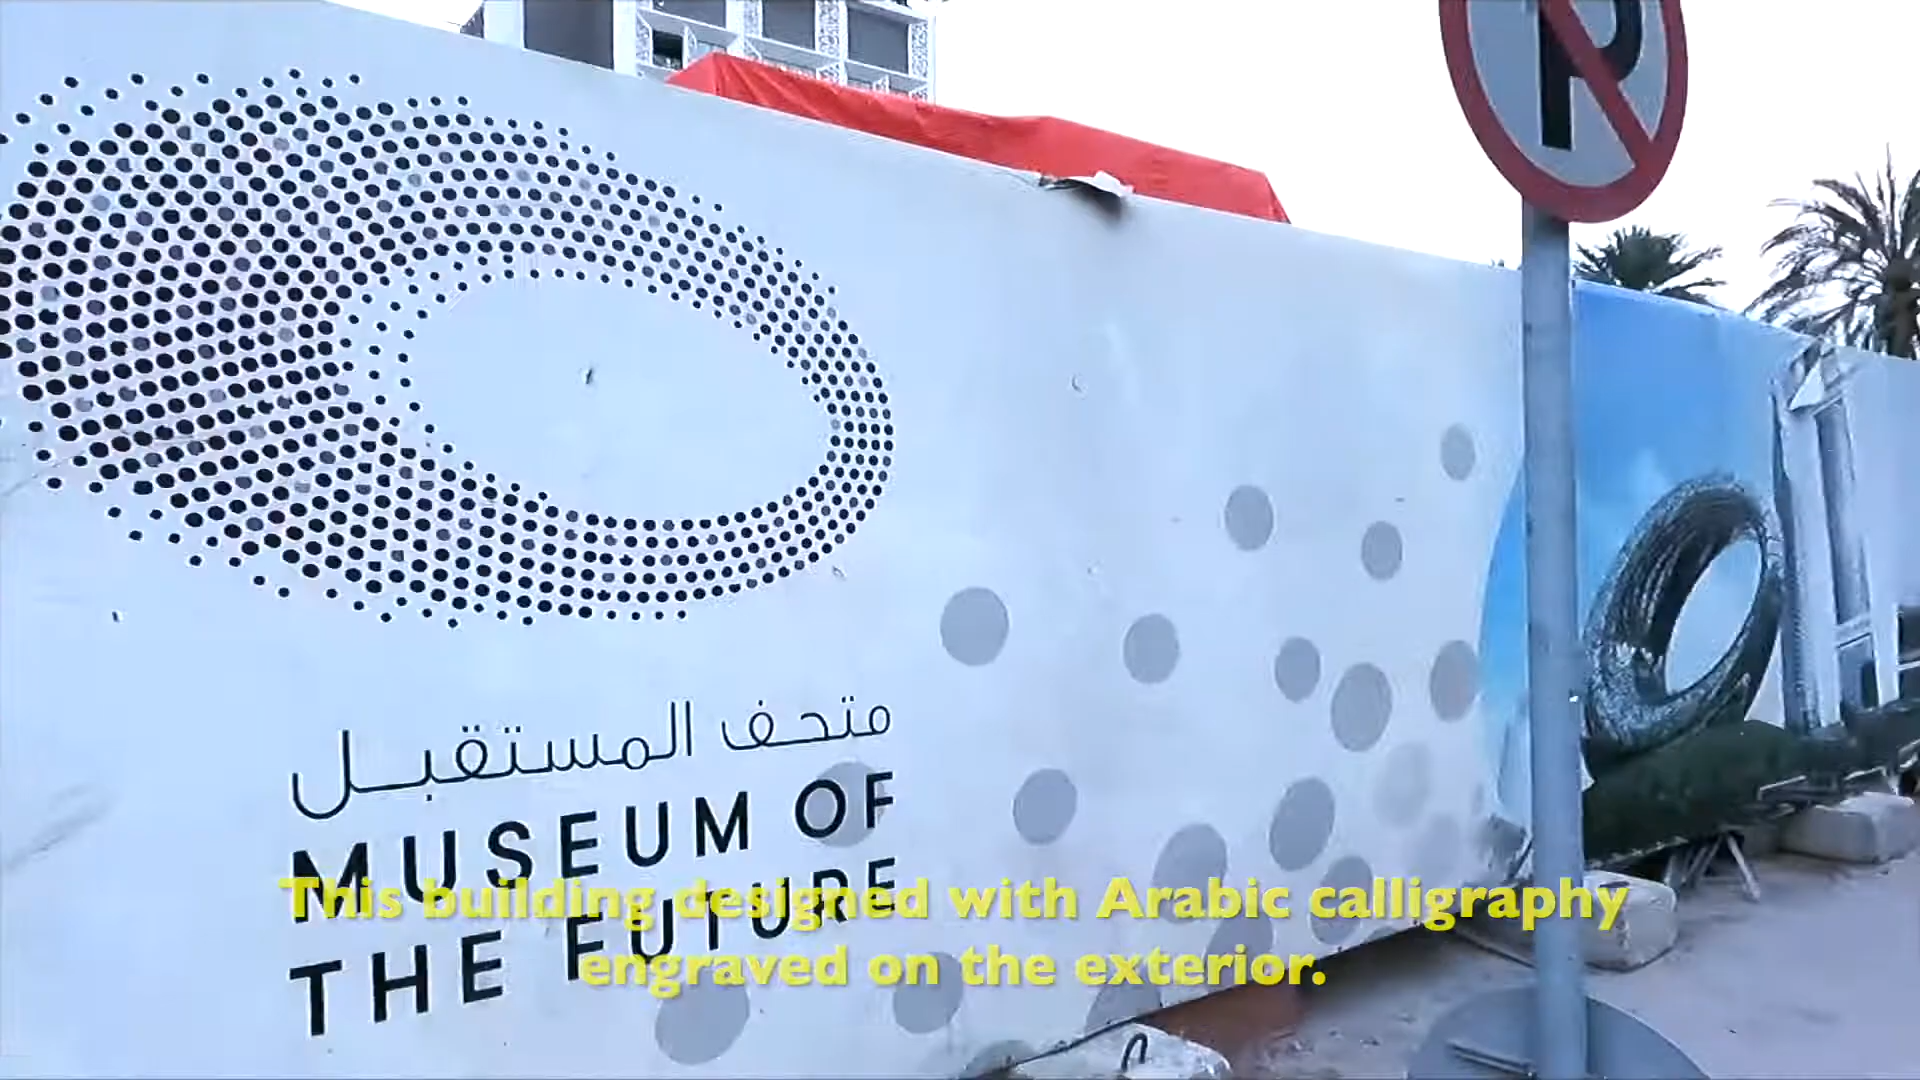 P
متحف المستقبل
MUSEUM OF
THE FUTURE
This building designed with Arabic calligraphy
engraved on the exterior.